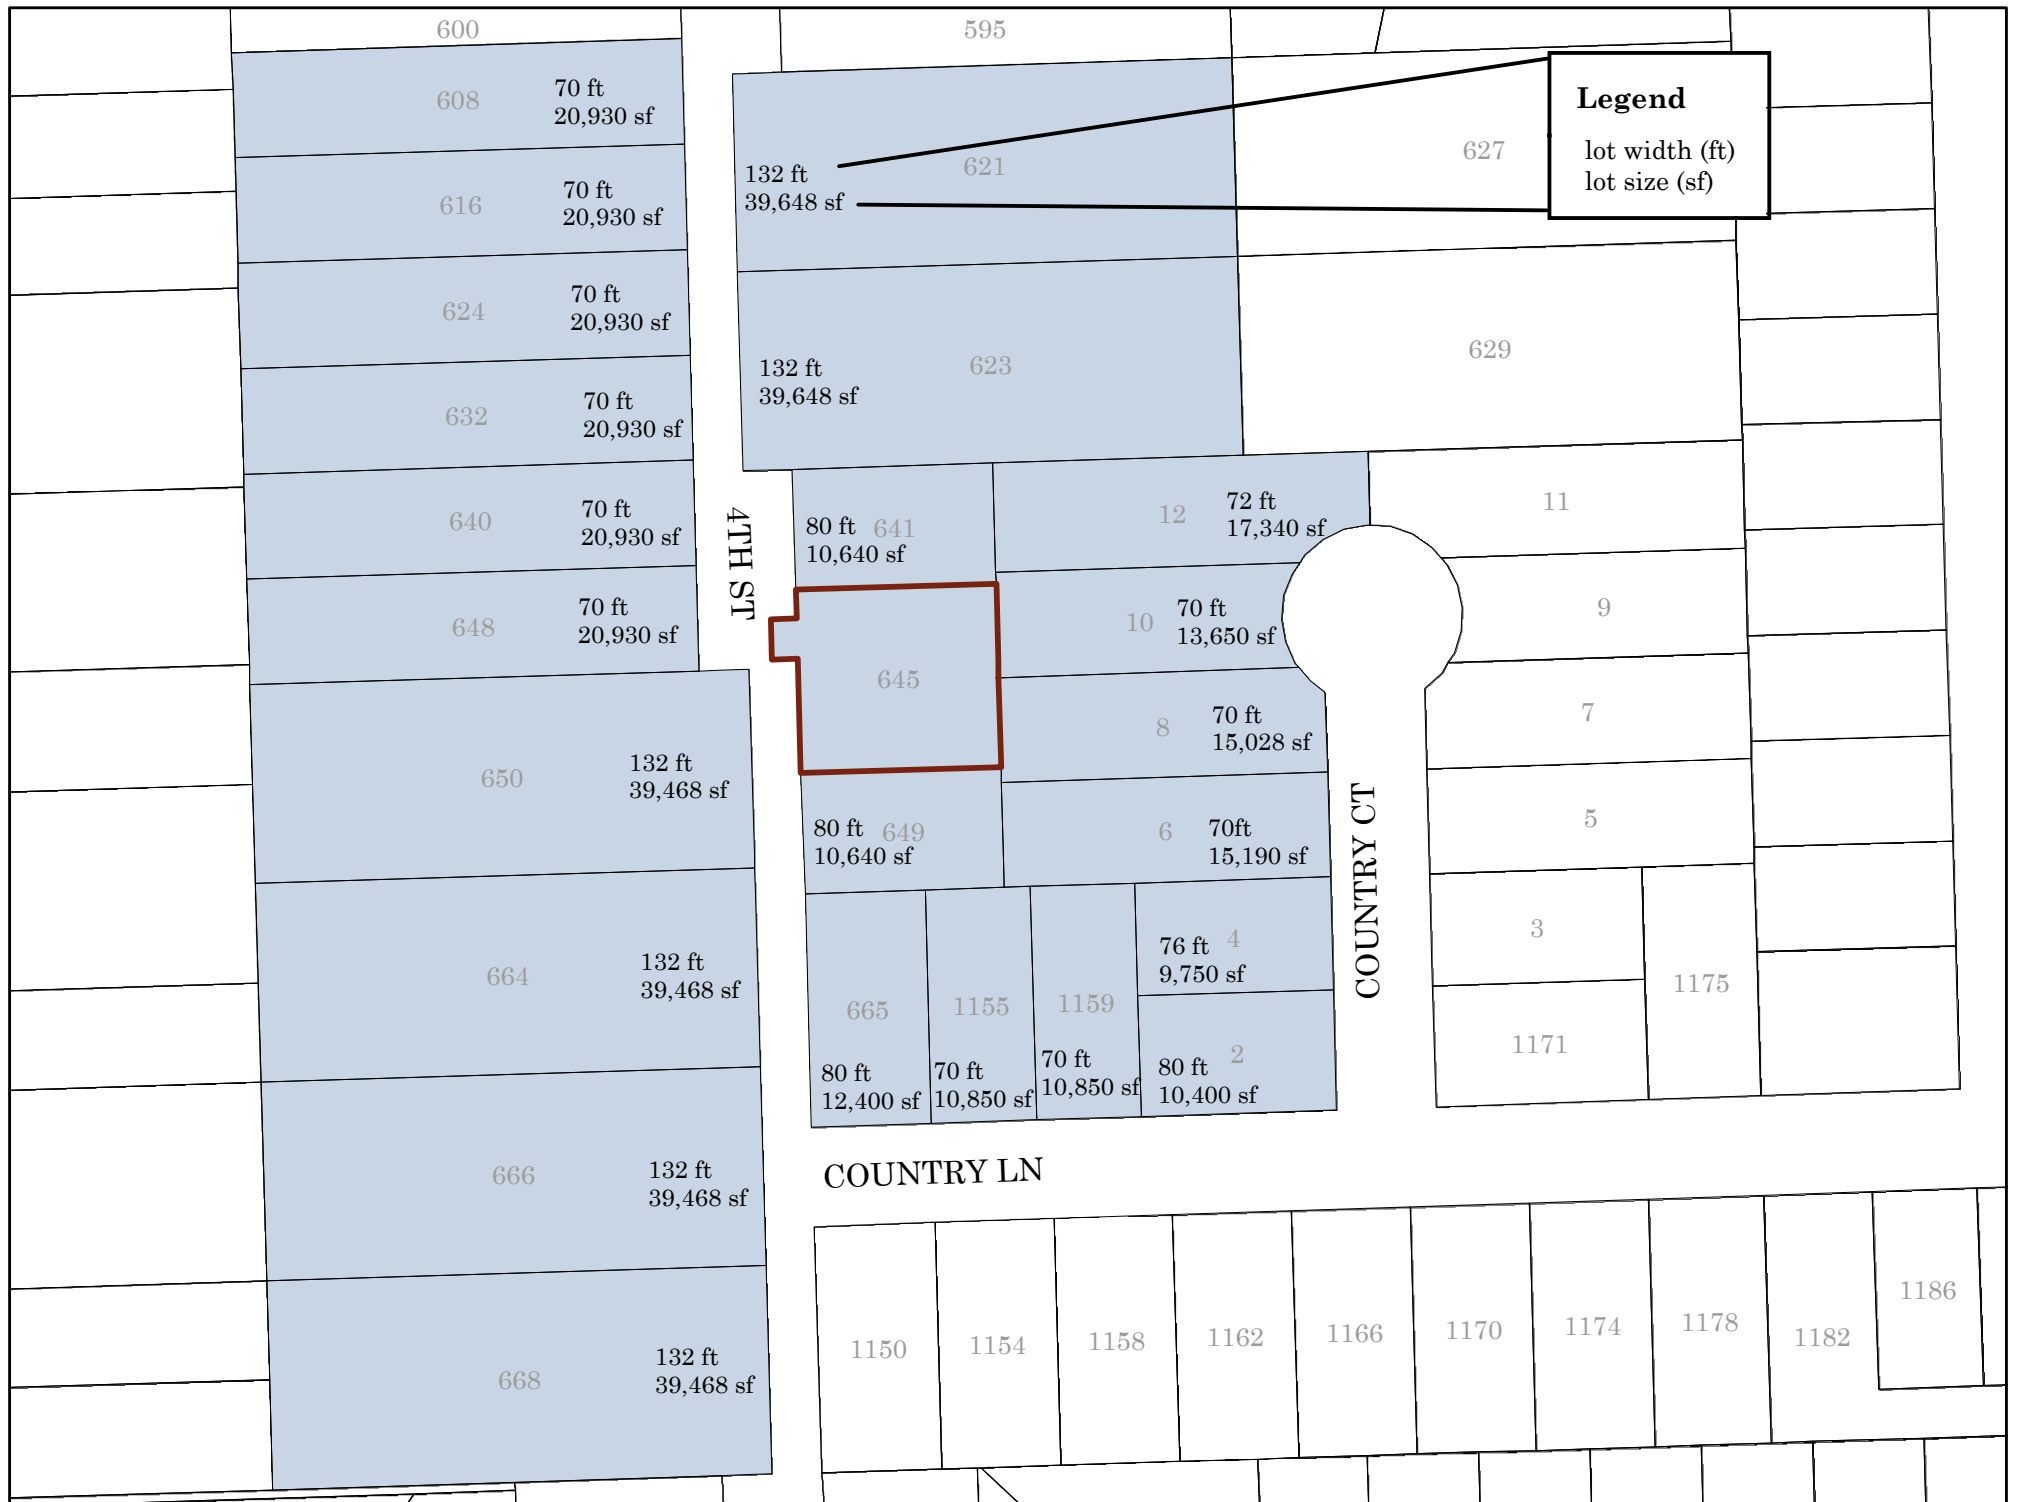 600
595
608
70 ft
20,930 sf
616
70 ft
20,930 sf
624
70 ft
20,930 sf
632
70 ft
20,930 sf
640
70 ft
20,930 sf
648
70 ft
20,930 sf
650
132 ft
39,468 sf
664
132 ft
39,468 sf
666
132 ft
39,468 sf
668
132 ft
39,468 sf
4TH ST
621
132 ft
39,648 sf
623
132 ft
39,648 sf
627
Legend
lot width (ft)
lot size (sf)
629
641
80 ft
10,640 sf
12
72 ft
17,340 sf
10
70 ft
13,650 sf
645
8
70 ft
15,028 sf
649
80 ft
10,640 sf
6
70ft
15,190 sf
665
80 ft
12,400 sf
1155
70 ft
10,850 sf
1159
70 ft
10,850 sf
4
76 ft
9,750 sf
2
80 ft
10,400 sf
COUNTRY CT
11
9
7
5
3
1175
1171
COUNTRY LN
1150
1154
1158
1162
1166
1170
1174
1178
1182
1186